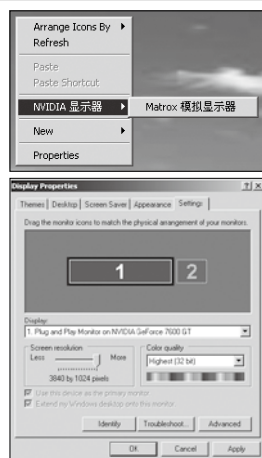 Arrange Icons By
Refresh
Paste
Paste Shortcut
NVIDIA 显示器
Matrox 模拟显示器
New
Properties
Display Properties
Themes Desktop Screen Saver Appearance Settings
Drag the monitor icons to match the physical arrangement of your monitors.
1 2
Display:
1. Plug and Play Monitor on NVIDIA GeForce 7600 GT
Screen resolution Color quality
Less More Highest (32 bit)
3840 by 1024 pixels
Use this device as the primary monitor
Extend my Windows desktop onto this monitor.
Identify Troubleshoot... Advanced
OK Cancel Apply